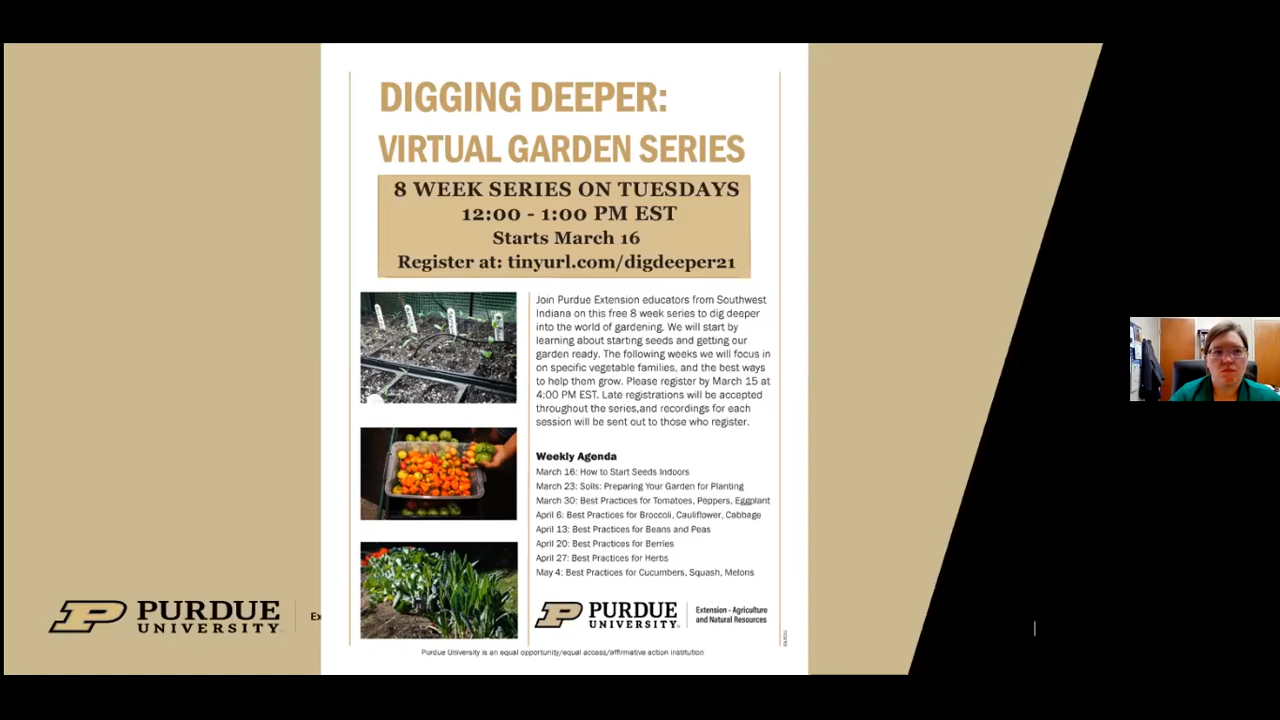 DIGGING DEEPER:
VIRTUAL GARDEN SERIES
8 WEEK SERIES ON TUESDAYS
12:00 - 1:00 PM EST
Starts March 16
Register at: tinyurl.com/digdeeper21
Join Purdue Extension educators from Southwest
Indiana on this free 8 week series to dig deeper
into the world of gardening. We will start by
learning about starting seeds and getting our
garden ready. The following weeks we will focus in
on specific vegetable families, and the best ways
to help them grow. Please register by March 15 at
4:00 PM EST. Late registrations will be accepted
throughout the series,and recordings for each
session will be sent out to those who register.
Weekly Agenda
March 16: How to Start Seeds Indoors
March 23: Soils: Preparing Your Garden for Planting
March 30: Best Practices for Tomatoes, Peppers, Eggplant
April 6: Best Practices for Broccoli, Cauliflower, Cabbage
April 13: Best Practices for Beans and Peas
April 20: Best Practices for Berries
April 27: Best Practices for Herbs
May 4: Best Practices for Cucumbers, Squash, Melons
PURDUE
UNIVERSITY
Extension - Agriculture
and Natural Resources
Purdue University is an equal opportunity/equal access/affirmative action institution
PURDUE
UNIVERSITY
Ex